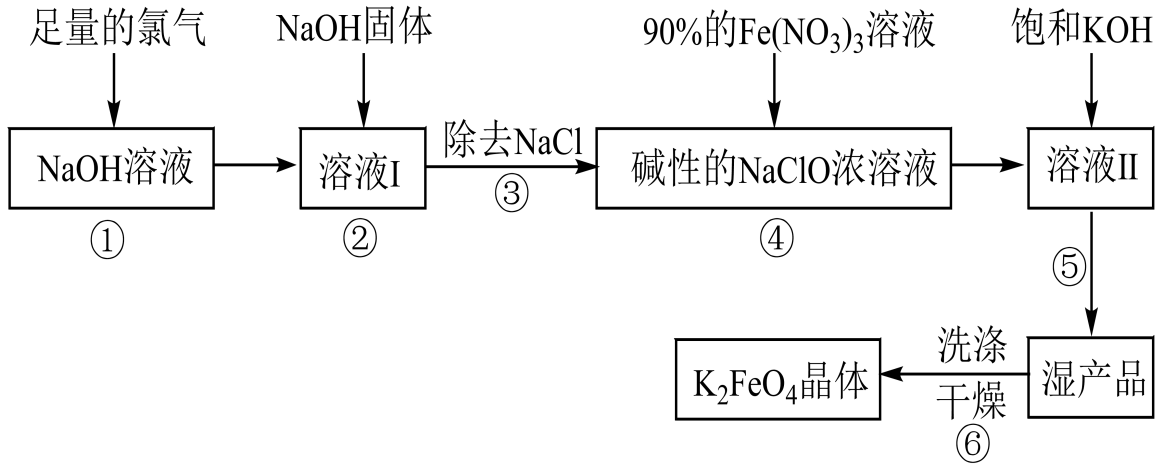 足量的氯气
NaOH固体
90%的Fe(NO₃)₃溶液
饱和KOH
NaOH溶液
溶液I
除去NaCl
碱性的NaClO浓溶液
溶液II
①
②
③
④
⑤
K₂FeO₄晶体
洗涤
干燥
⑥
湿产品